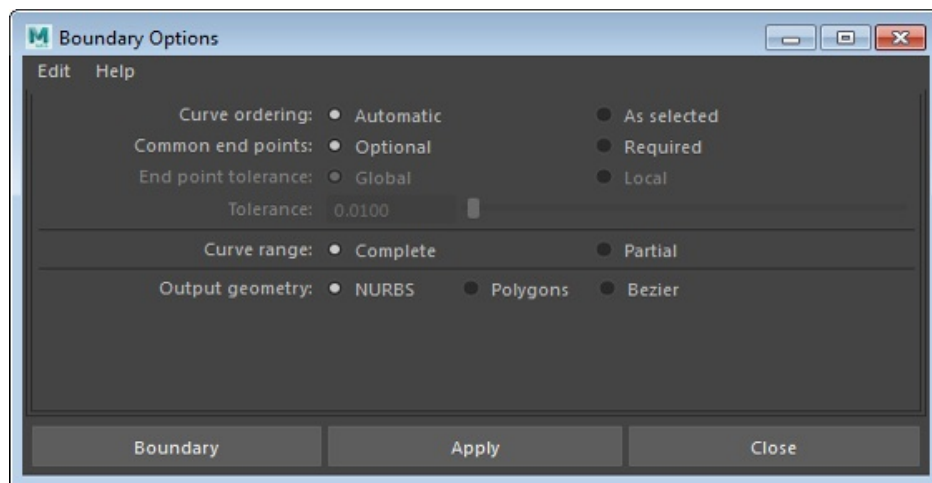 Boundary Options
Edit Help
Curve ordering: Automatic As selected
Common end points: Optional Required
End point tolerance: Global Local
Tolerance: 0.0100
Curve range: Complete Partial
Output geometry: NURBS Polygons Bezier
Boundary Apply Close